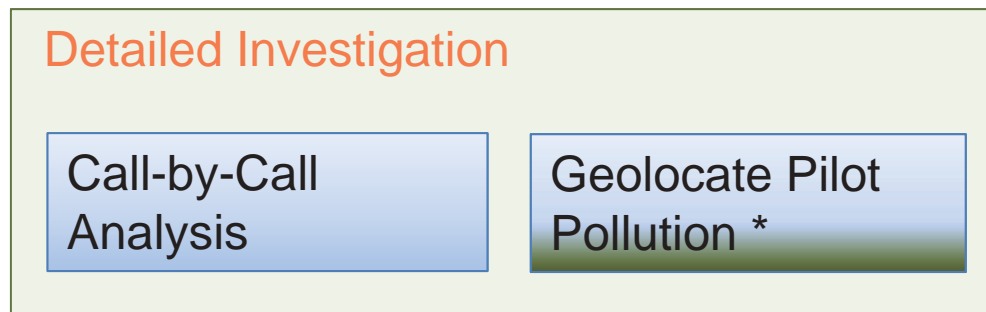 Detailed Investigation
Call-by-Call
Analysis
Geolocate Pilot
Pollution *